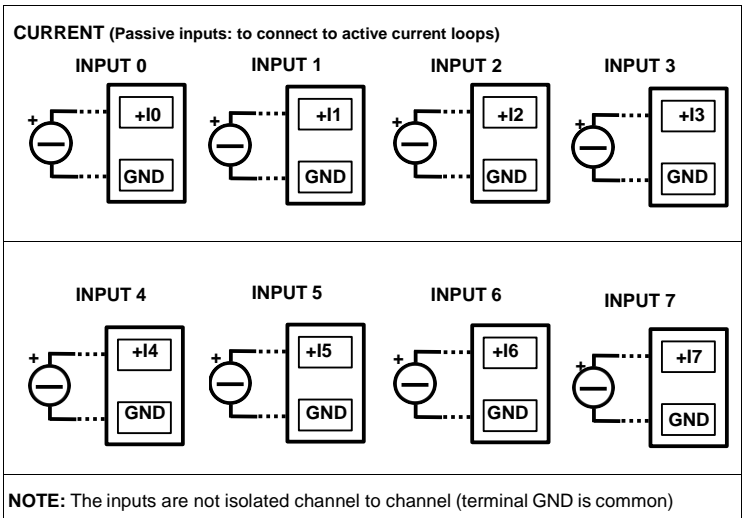 CURRENT (Passive inputs: to connect to active current loops)
INPUT 0 INPUT 1 INPUT 2 INPUT 3
+ +I0 + +I1 + +I2 + +I3
GND GND GND GND
INPUT 4 INPUT 5 INPUT 6 INPUT 7
+ +I4 + +I5 + +I6 + +I7
GND GND GND GND
NOTE: The inputs are not isolated channel to channel (terminal GND is common)